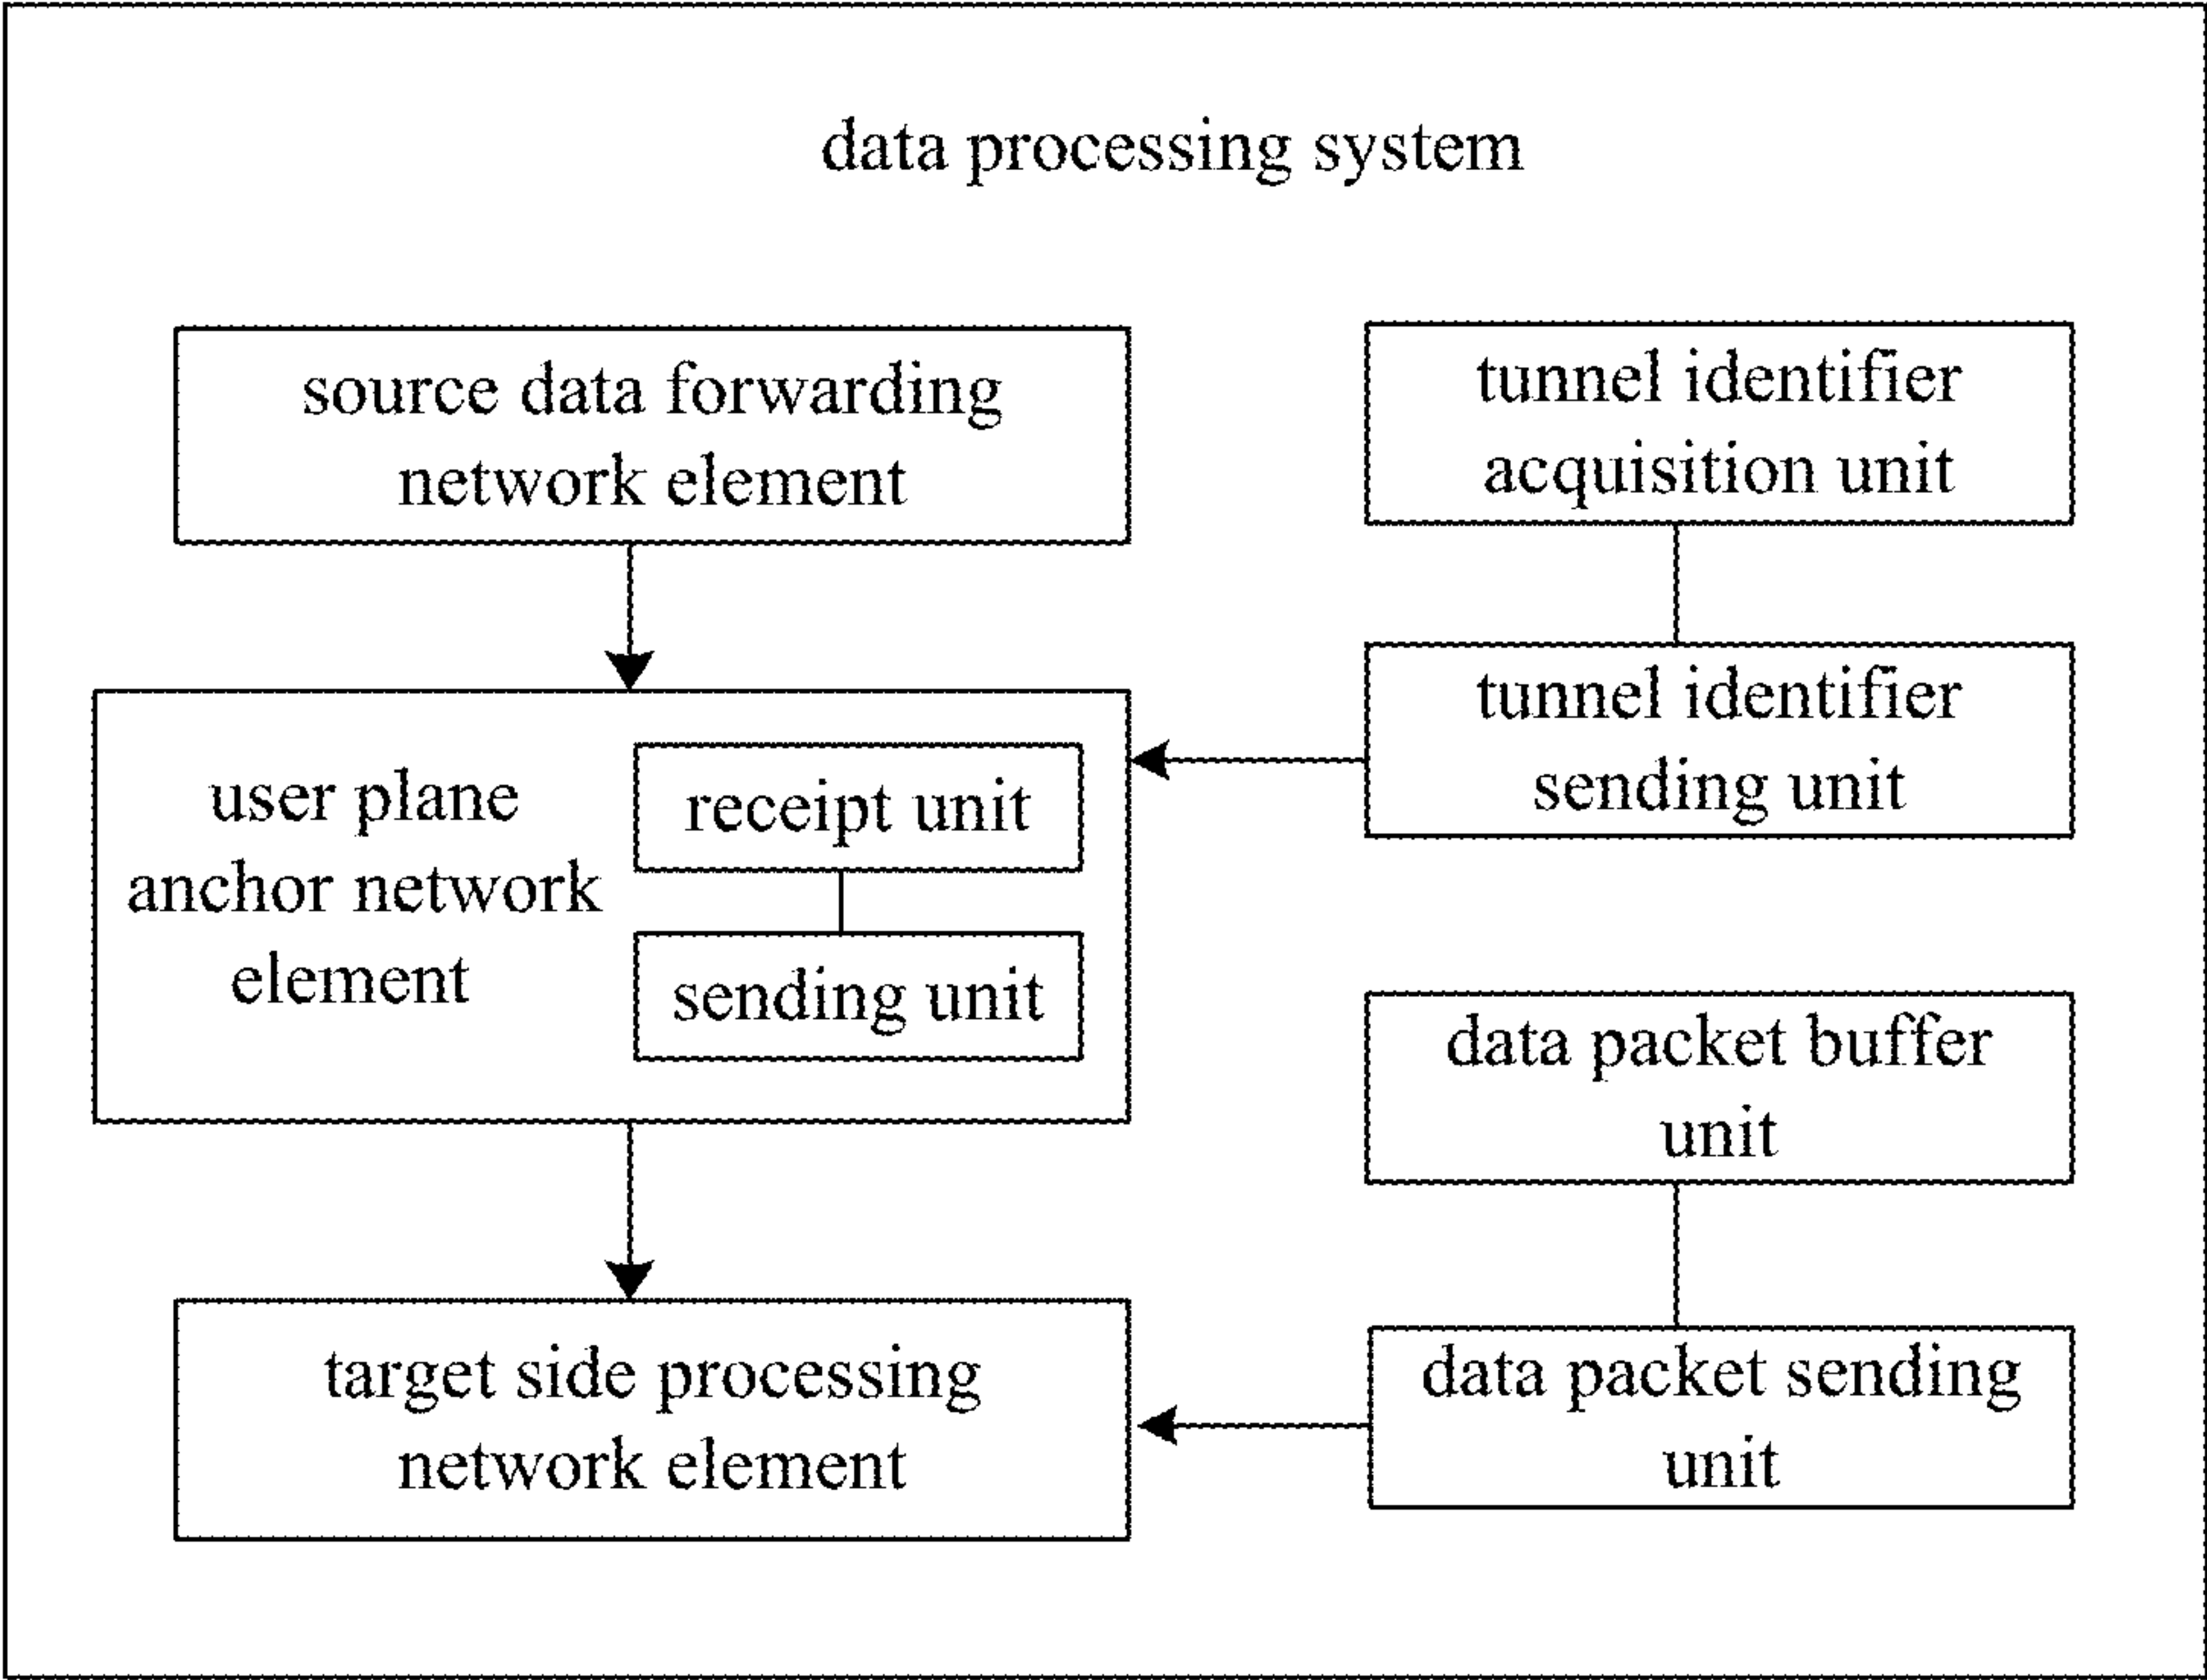 data processing system
source data forwarding
network element
tunnel identifier
acquisition unit
tunnel identifier
sending unit
user plane
anchor network
element
receipt unit
sending unit
data packet buffer
unit
target side processing
network element
data packet sending
unit